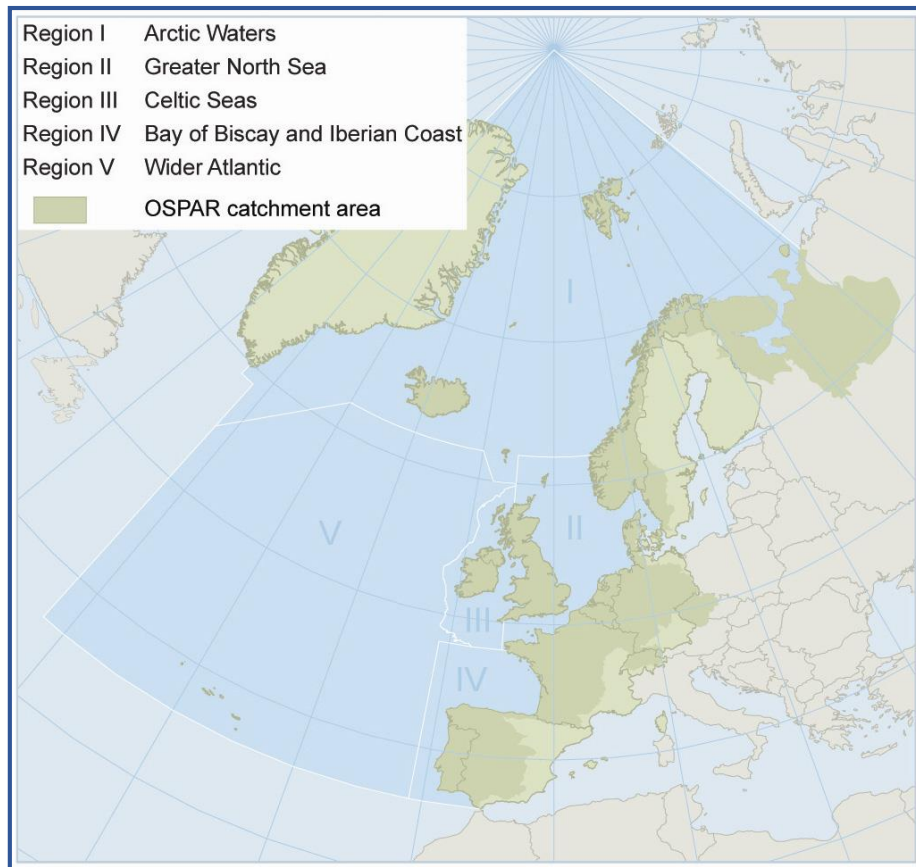 Region I Arctic Waters
Region II Greater North Sea
Region III Celtic Seas
Region IV Bay of Biscay and Iberian Coast
Region V Wider Atlantic
OSPAR catchment area
I
V
II
III
IV